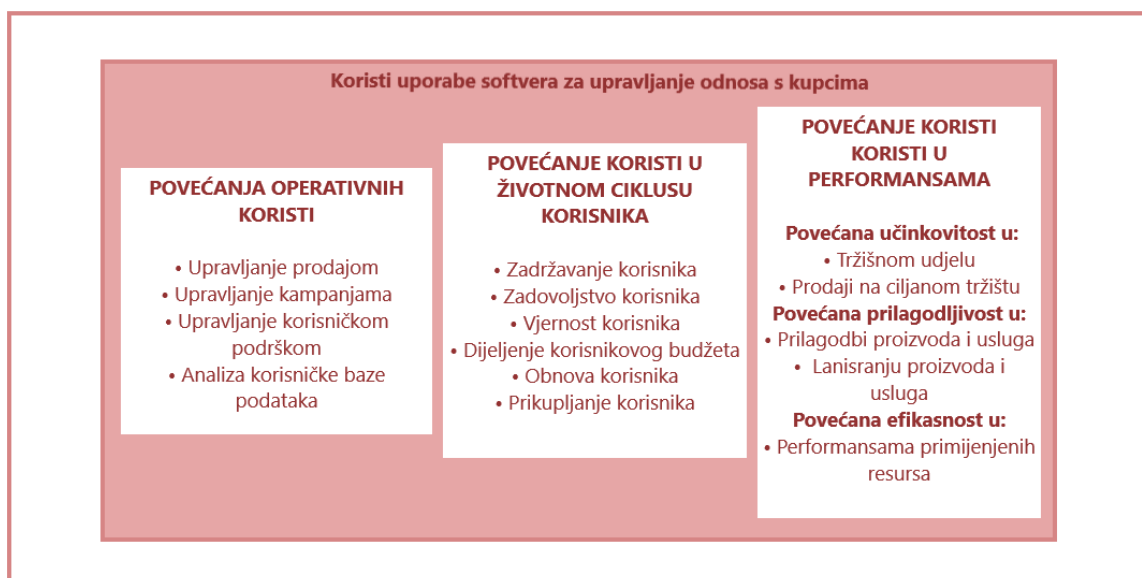 Koristi uporabe softvera za upravljanje odnosa s kupcima
POVEĆANJA OPERATIVNIH
KORISTI
• Upravljanje prodajom
• Upravljanje kampanjama
• Upravljanje korisničkom
podrškom
• Analiza korisničke baze
podataka
POVEĆANJE KORISTI U
ŽIVOTNOM CIKLUSU
KORISNIKA
• Zadržavanje korisnika
• Zadovoljstvo korisnika
• Vjernost korisnika
• Dijeljenje korisnikovog budžeta
• Obnova korisnika
• Prikupljanje korisnika
POVEĆANJE KORISTI
KORISTI U
PERFORMANSAMA
Povećana učinkovitost u:
• Tržišnom udjelu
• Prodaji na ciljanom tržištu
Povećana prilagodljivost u:
• Prilagodbi proizvoda i usluga
• Lanisranju proizvoda i
usluga
Povećana efikasnost u:
• Performansama primijenjenih
resursa